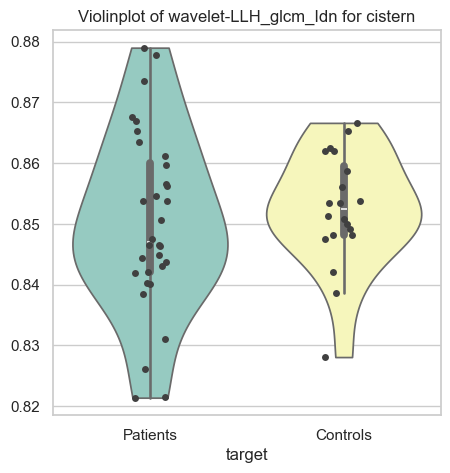 Violinplot of wavelet-LLH_glcm_Idn for cistern
0.88
0.87
0.86
0.85
0.84
0.83
0.82
Patients
Controls
target